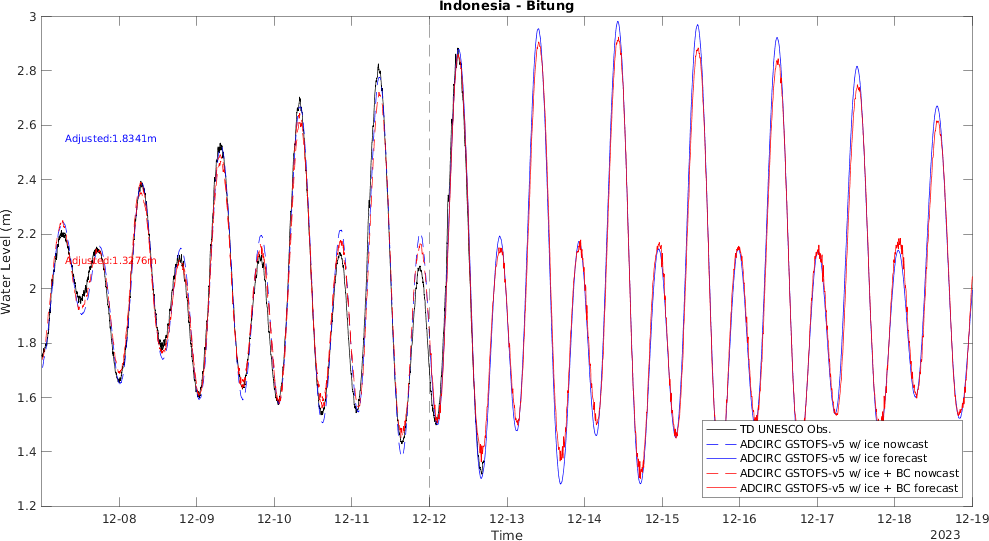 Indonesia - Bitung
Water Level (m)
3
2.8
2.6
2.4
2.2
2
1.8
1.6
1.4
1.2
Adjusted:1.8341m
Adjusted:1.3276m
TD UNESCO Obs.
ADCIRC GSTOFS-v5 w/ ice nowcast
ADCIRC GSTOFS-v5 w/ ice forecast
ADCIRC GSTOFS-v5 w/ ice + BC nowcast
ADCIRC GSTOFS-v5 w/ ice + BC forecast
12-08 12-09 12-10 12-11 12-12 12-13 12-14 12-15 12-16 12-17 12-18 12-19
Time
2023